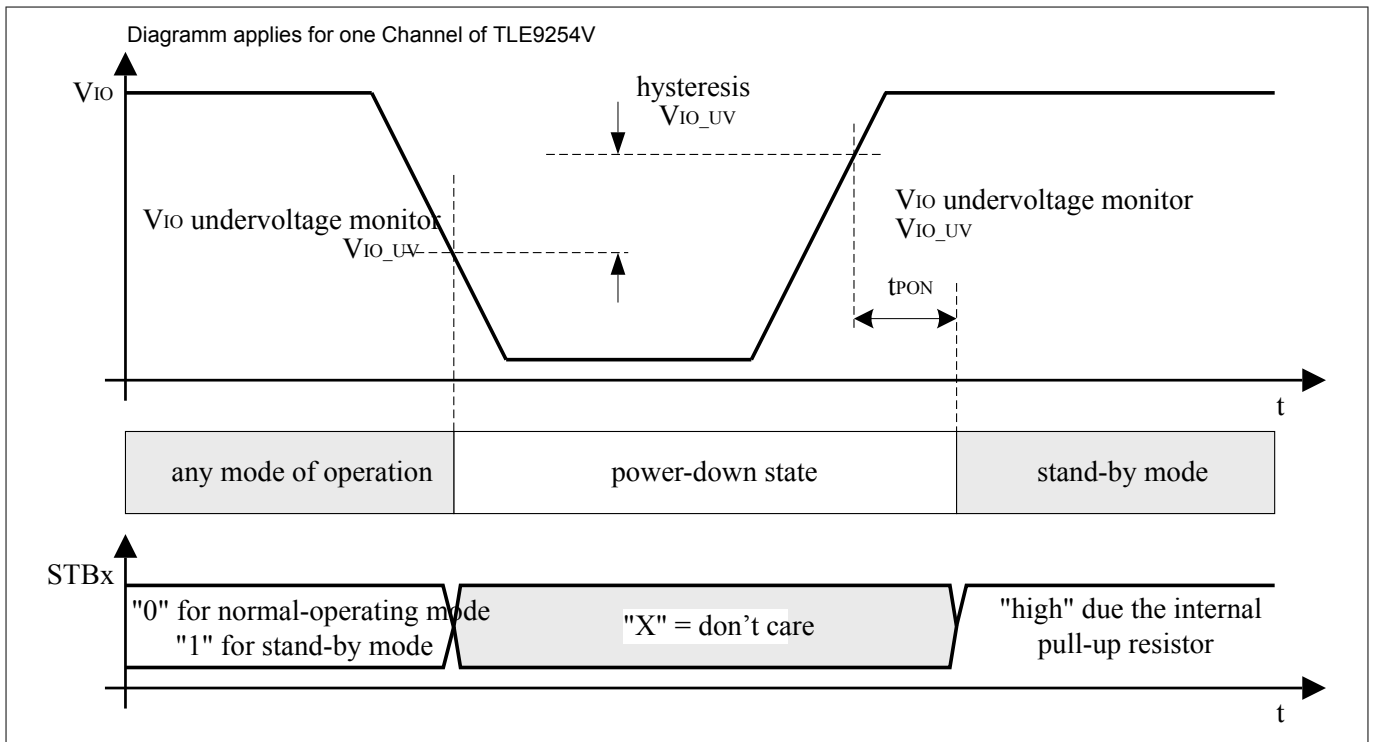 Diagramm applies for one Channel of TLE9254V
VIO
hysteresis
VIO_UV
VIO undervoltage monitor
VIO_UV
VIO undervoltage monitor
VIO_UV
tPON
t
any mode of operation
power-down state
stand-by mode
STBx
"0" for normal-operating mode
"1" for stand-by mode
"X" = don’t care
"high" due the internal
pull-up resistor
t